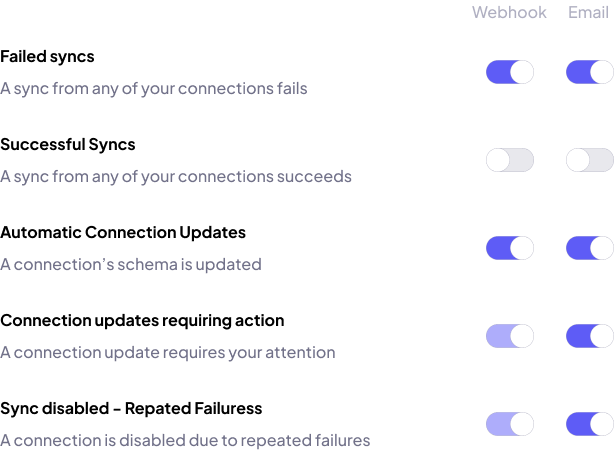 Webhook Email
Failed syncs
A sync from any of your connections fails
Successful Syncs
A sync from any of your connections succeeds
Automatic Connection Updates
A connection’s schema is updated
Connection updates requiring action
A connection update requires your attention
Sync disabled - Repated Failuress
A connection is disabled due to repeated failures